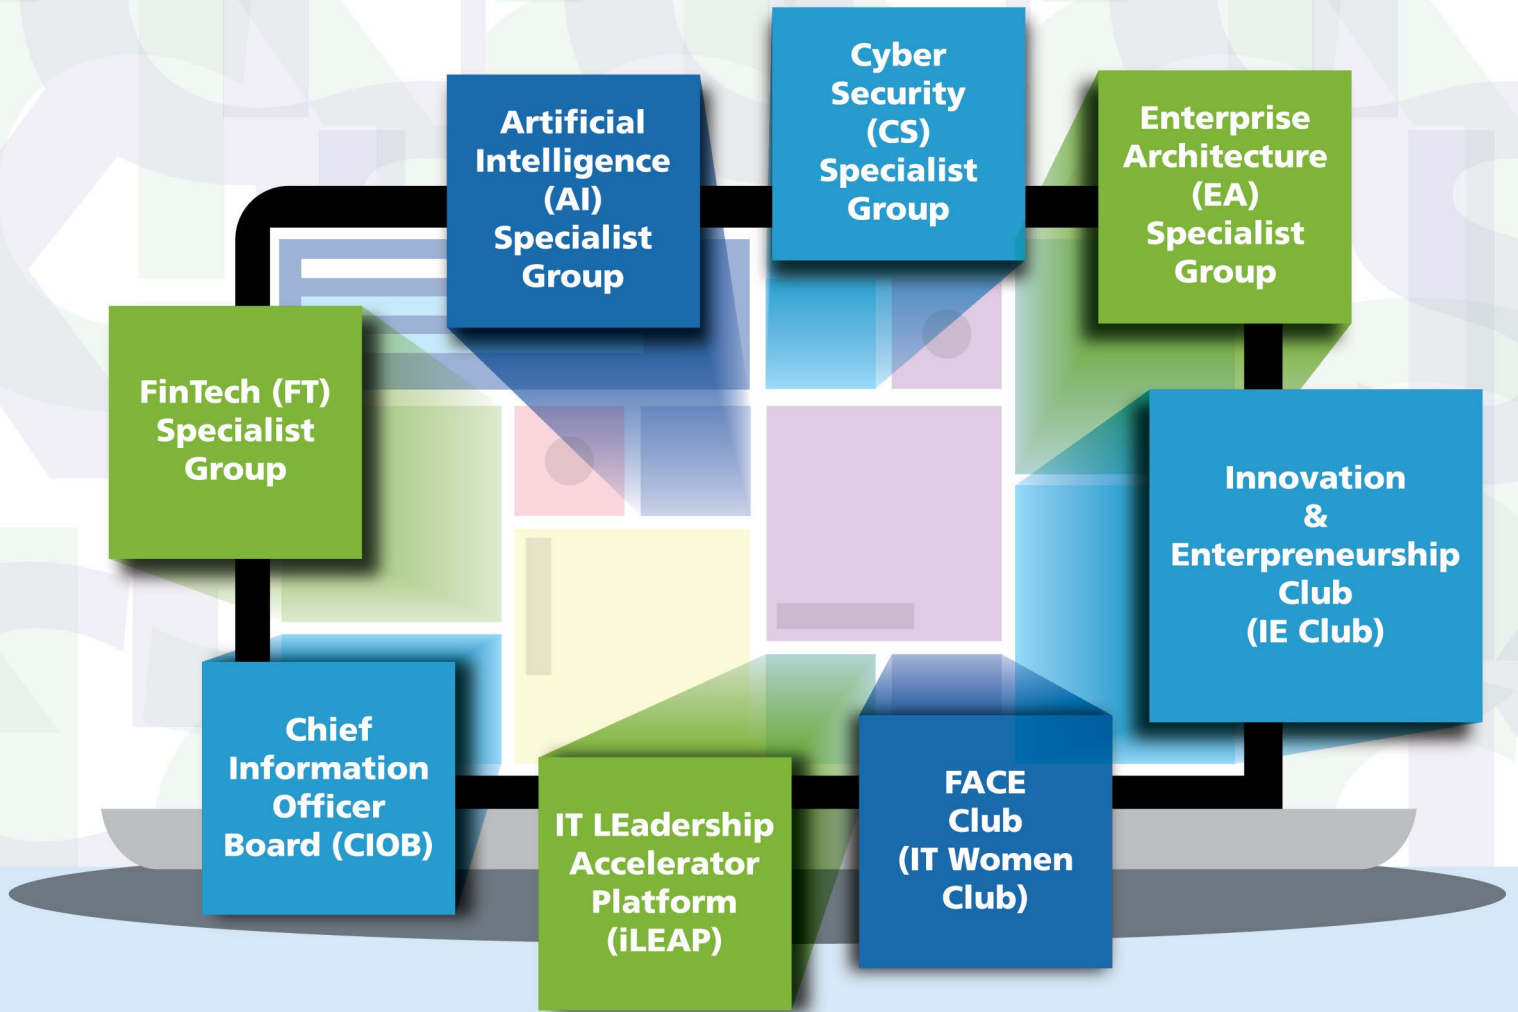 Cyber
Security
(CS)
Specialist
Group
Artificial
Intelligence
(AI)
Specialist
Group
Enterprise
Architecture
(EA)
Specialist
Group
FinTech (FT)
Specialist
Group
Innovation
&
Enterpreneurship
Club
(IE Club)
Chief
Information
Officer
Board (CIOB)
IT LEadership
Accelerator
Platform
(iLEAP)
FACE
Club
(IT Women
Club)